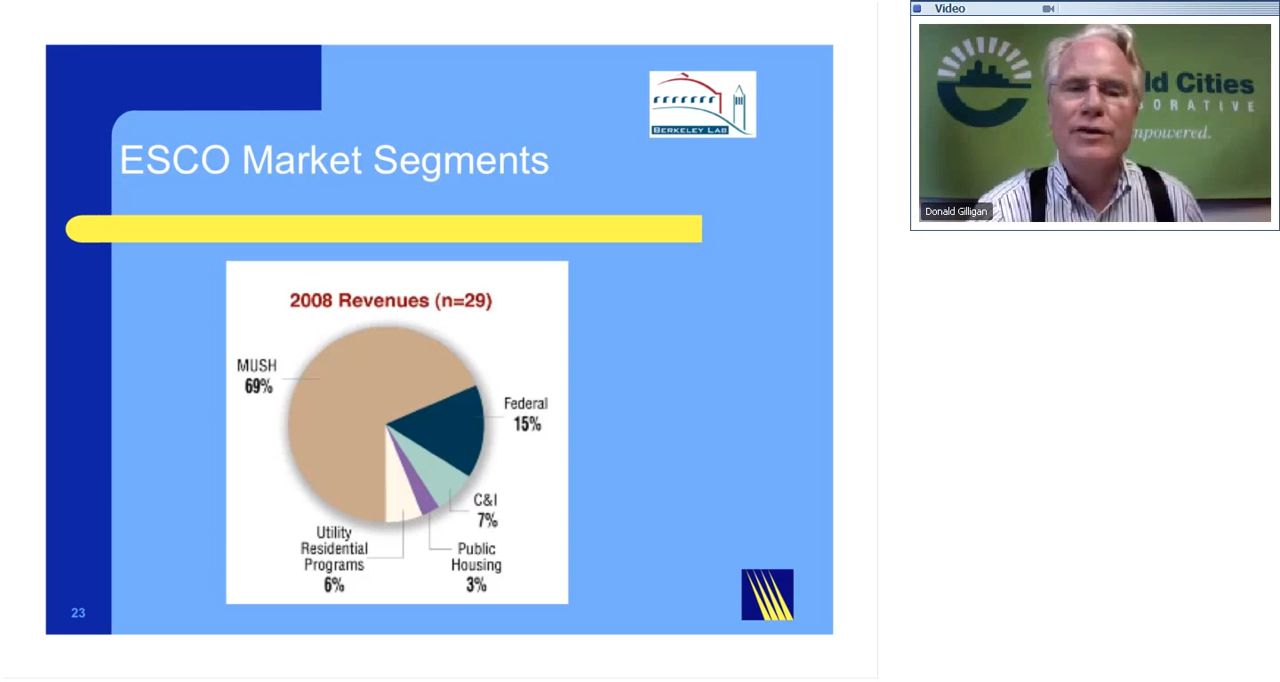 ESCO Market Segments
BERKELEY LAB
2008 Revenues (n=29)
MUSH
69%
Federal
15%
C&I
7%
Utility
Residential
Programs
6%
Public
Housing
3%
23
Video
ld Cities
ORATIVE
mpowered.
Donald Gilligan